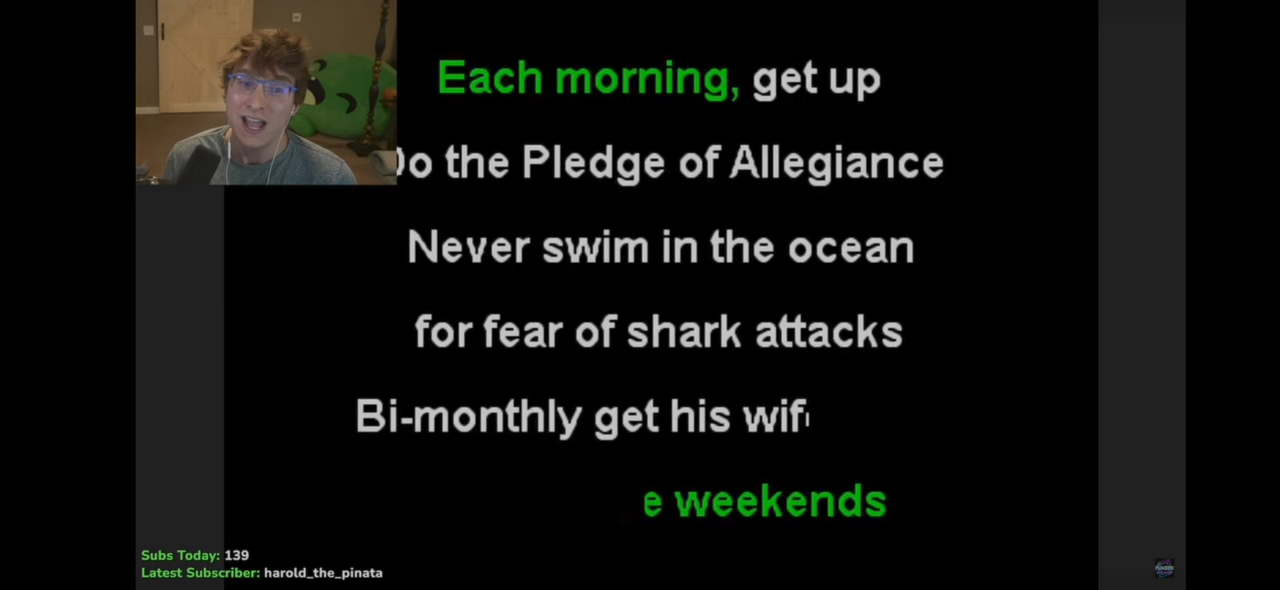 Each morning, get up
Do the Pledge of Allegiance
Never swim in the ocean
for fear of shark attacks
Bi-monthly get his
weekends
Subs Today: 139
Latest Subscriber: harold_the_pinata